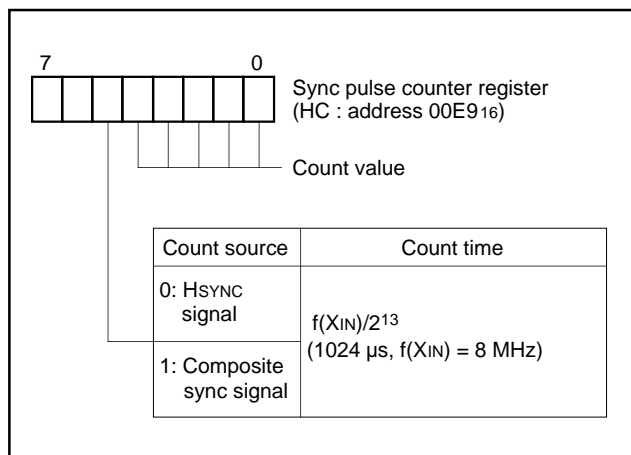 7 0
Sync pulse counter register
(HC : address 00E916)
Count value
Count source Count time
0: HSYNC
signal
f(XIN)/213
(1024 µs, f(XIN) = 8 MHz)
1: Composite
sync signal